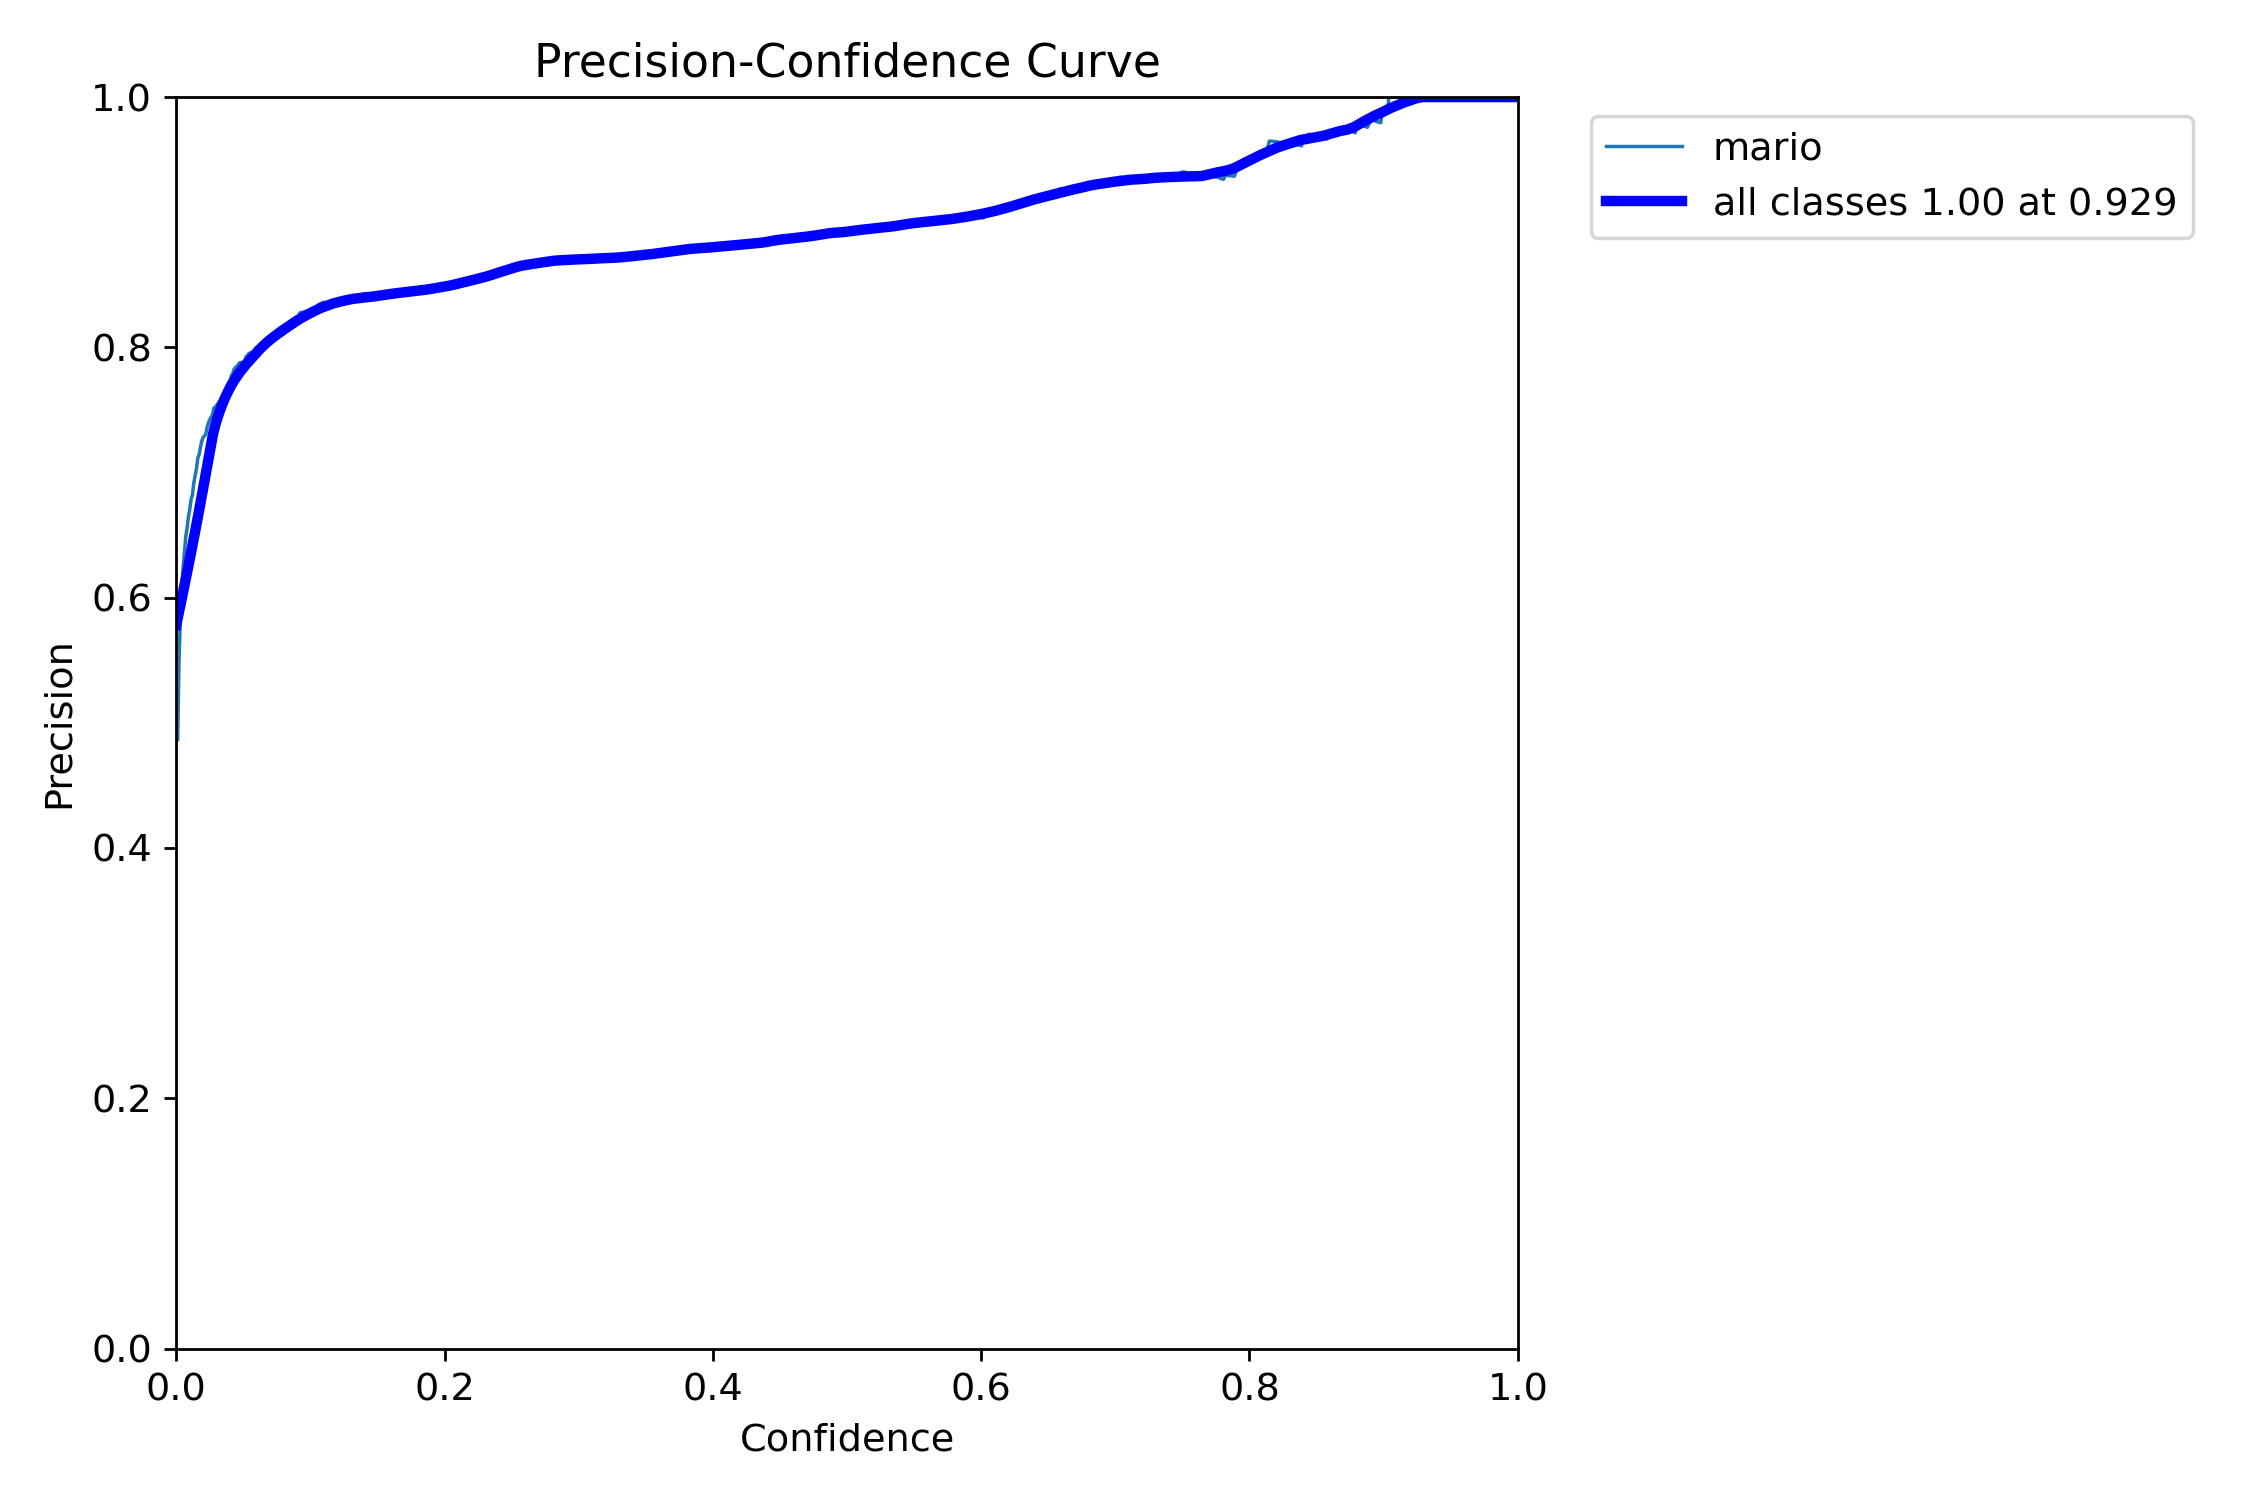 Precision-Confidence Curve
1.0
0.8
0.6
0.4
0.2
0.0
Precision
0.0 0.2 0.4 0.6 0.8 1.0
Confidence
mario
all classes 1.00 at 0.929